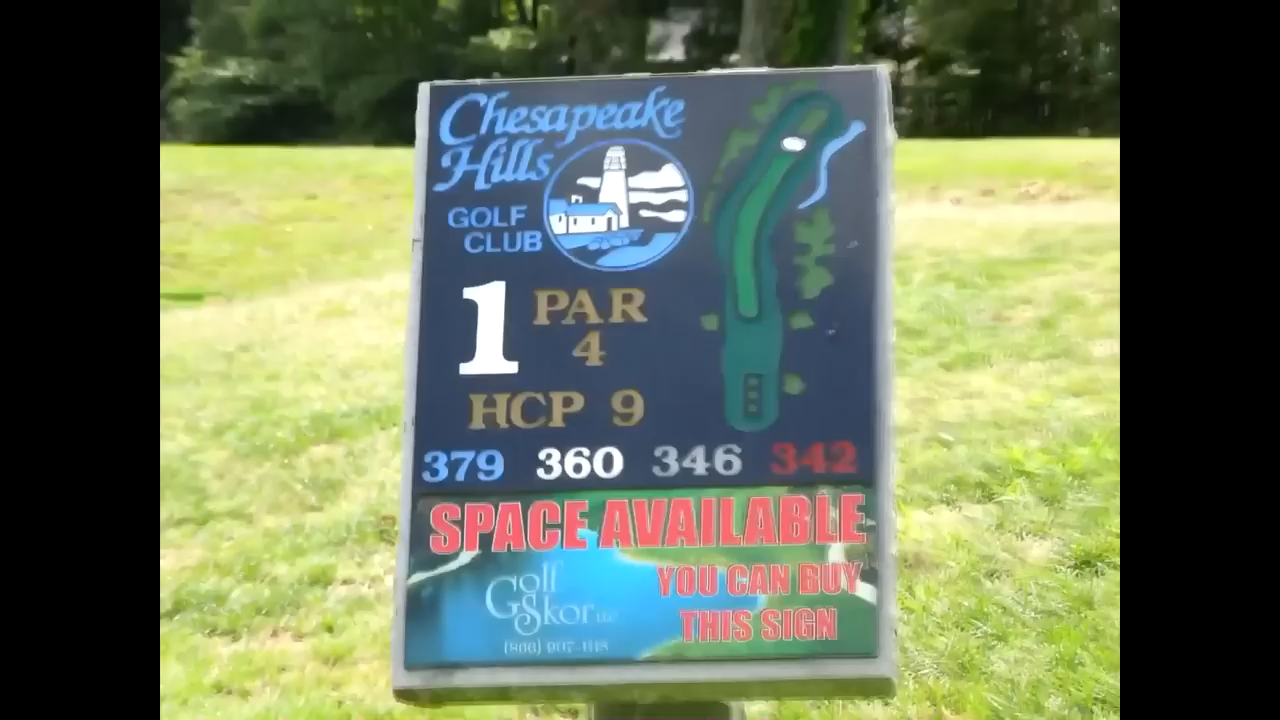 Chesapeake
Hills
GOLF
CLUB
1
PAR
4
HCP 9
379 360 346 342
SPACE AVAILABLE
YOU CAN BUY
THIS SIGN
Golf
Skor